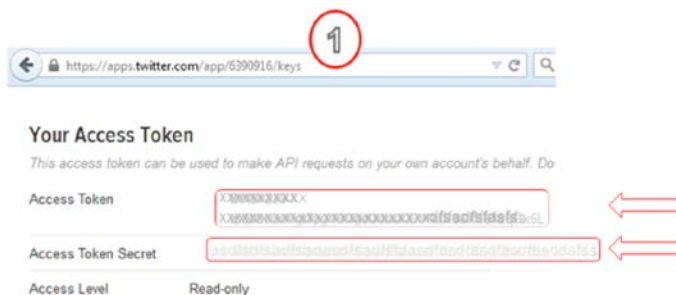 1
https://apps.twitter.com/app/6390916/keys
Your Access Token
This access token can be used to make API requests on your own account's behalf. Do
Access Token
Access Token Secret
Access Level Read-only